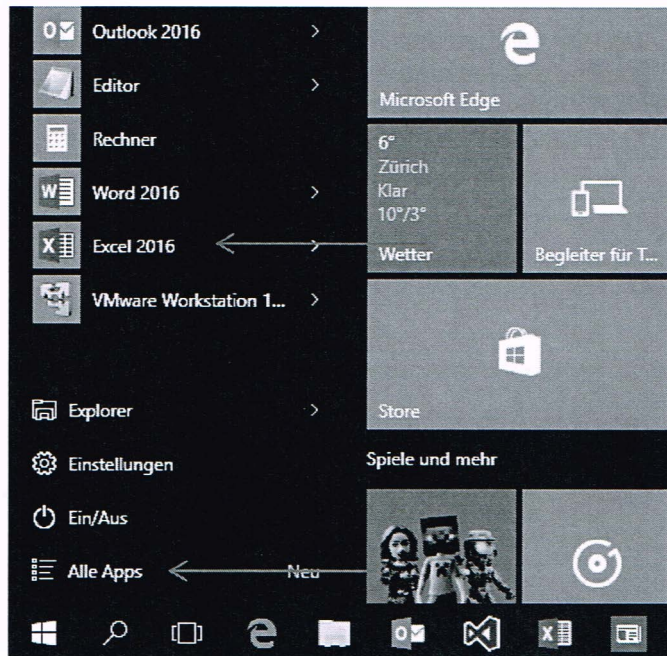 Outlook 2016
Editor
Rechner
Word 2016
Excel 2016
VMware Workstation 1...
Explorer
Einstellungen
Ein/Aus
Alle Apps
Neu
Microsoft Edge
6°
Zürich
Klar
10°/3°
Wetter
Begleiter für T...
Store
Spiele und mehr